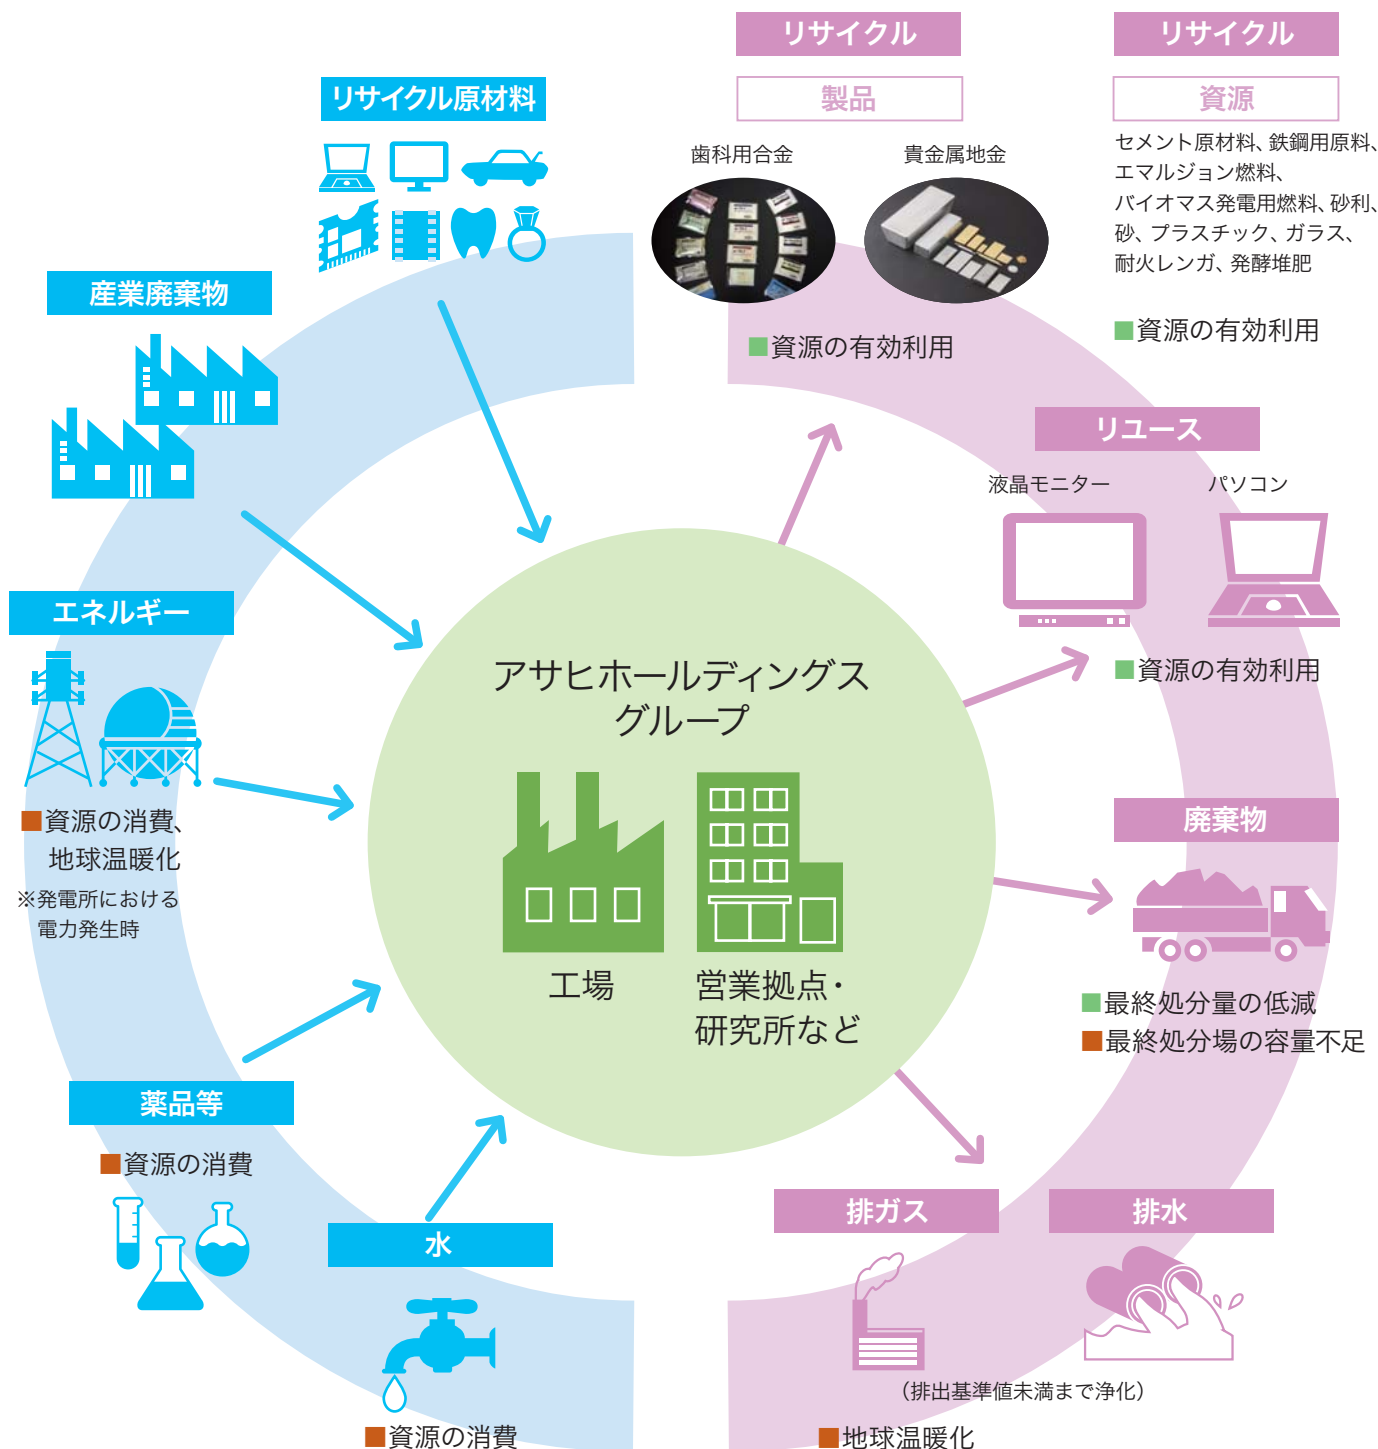 リサイクル原材料
産業廃棄物
エネルギー
■資源の消費、
地球温暖化
※発電所における
電力発生時
薬品等
■資源の消費
水
■資源の消費
アサヒホールディングス
グループ
工場
営業拠点・
研究所など
リサイクル
製品
歯科用合金
貴金属地金
■資源の有効利用
リサイクル
資源
セメント原材料、鉄鋼用原料、
エマルジョン燃料、
バイオマス発電用燃料、砂利、
砂、プラスチック、ガラス、
耐火レンガ、発酵堆肥
■資源の有効利用
リユース
液晶モニター
パソコン
■資源の有効利用
廃棄物
■最終処分量の低減
■最終処分場の容量不足
排ガス
排水
（排出基準値未満まで浄化）
■地球温暖化